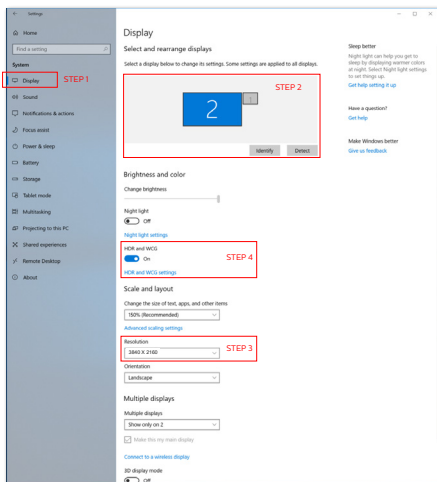 Settings
Home
Find a setting
System
Display
STEP 1
Sound
Notifications & actions
Focus assist
Power & sleep
Battery
Storage
Tablet mode
Multitasking
Projecting to this PC
Shared experiences
Remote Desktop
About
Display
Select and rearrange displays
Select a display below to change its settings. Some settings are applied to all displays.
STEP 2
2
1
Identify
Detect
Brightness and color
Change brightness
Night light
Off
Night light settings
HDR and WCG
On
STEP 4
HDR and WCG settings
Scale and layout
Change the size of text, apps, and other items
150% (Recommended)
Advanced scaling settings
Resolution
3840 X 2160
STEP 3
Orientation
Landscape
Multiple displays
Multiple displays
Show only on 2
Make this my main display
Connect to a wireless display
3D display mode
Off
Sleep better
Night light can help you get to
sleep by displaying warmer colors
at night. Select Night light settings
to set things up.
Get help setting it up
Have a question?
Get help
Make Windows better
Give us feedback